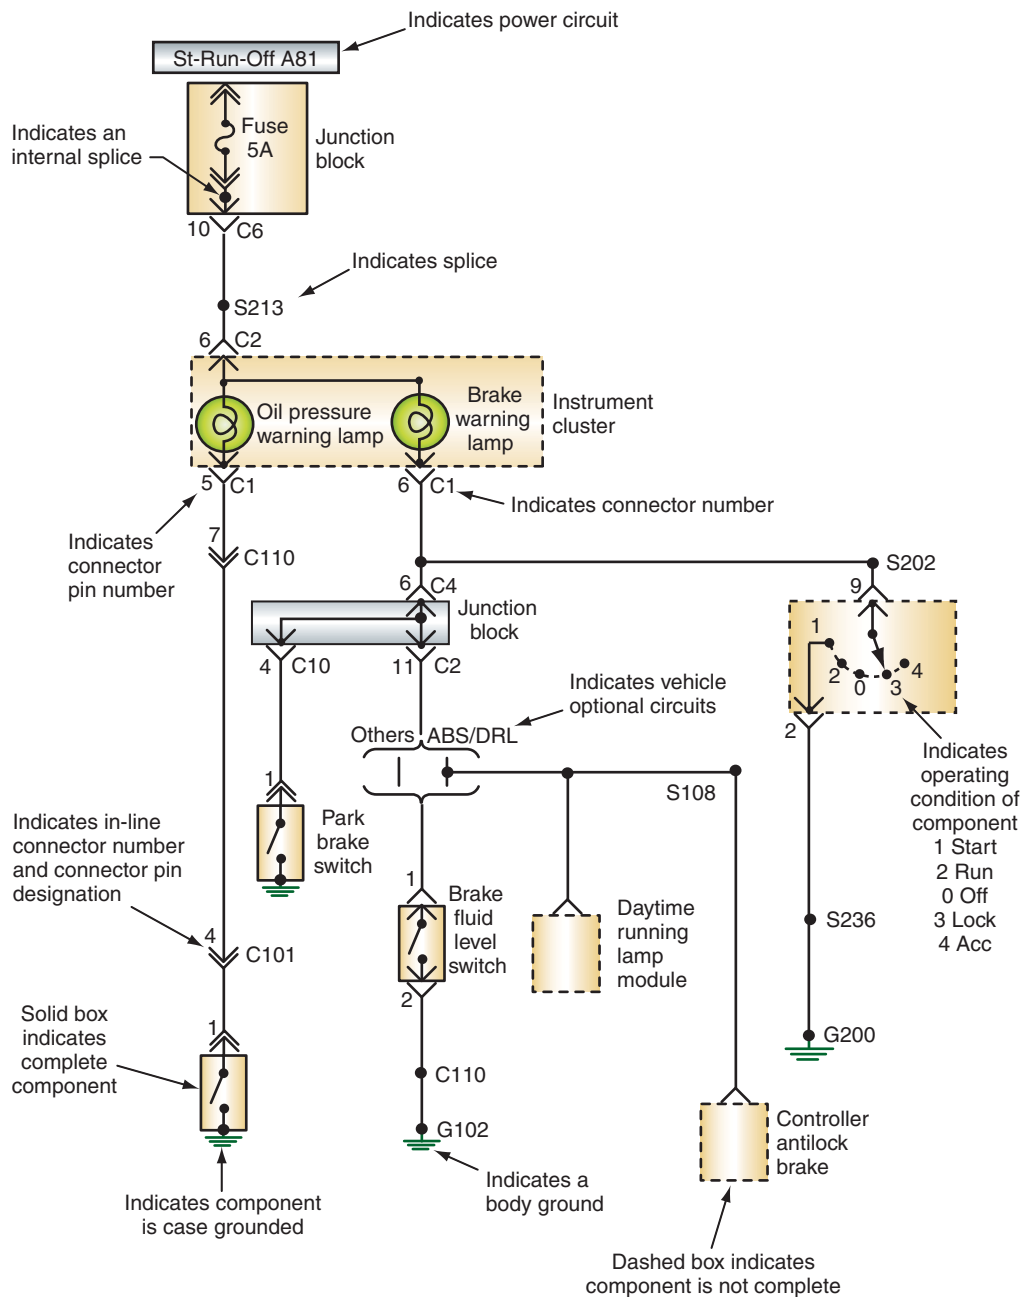 Indicates power circuit
St-Run-Off A81
Fuse
5A
Junction
block
Indicates an
internal splice
10
C6
Indicates splice
S213
6
C2
Oil pressure
warning lamp
Brake
warning
lamp
Instrument
cluster
5
C1
6
C1
Indicates connector number
Indicates
connector
pin number
7
C110
S202
6
C4
9
Junction
block
4
C10
11
C2
1
2
0
3
4
2
Indicates vehicle
optional circuits
Others
ABS/DRL
Indicates
operating
condition of
component
1 Start
2 Run
0 Off
3 Lock
4 Acc
S108
1
Park
brake
switch
Indicates in-line
connector number
and connector pin
designation
1
Brake
fluid
level
switch
2
Daytime
running
lamp
module
S236
4
C101
Solid box
indicates
complete
component
1
G200
C110
G102
Controller
antilock
brake
Indicates a
body ground
Indicates component
is case grounded
Dashed box indicates
component is not complete